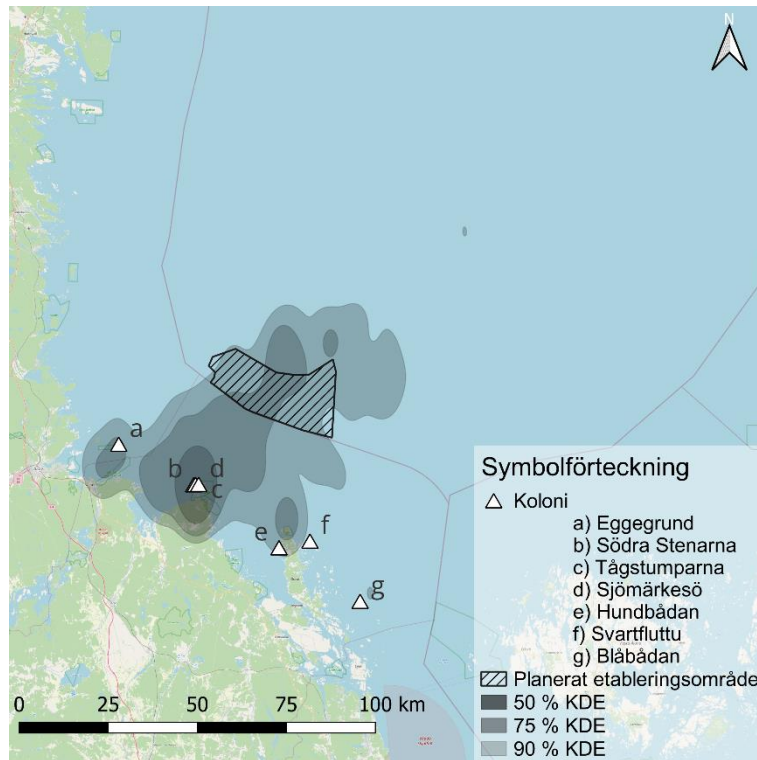 N
a
b
d
c
e
f
g
Symbolförteckning
Koloni
a) Eggegrund
b) Södra Stenarna
c) Tågstumparna
d) Sjömärkesö
e) Hundbådan
f) Svartfluttu
g) Blåbådan
Planerat etableringsområde
50 % KDE
75 % KDE
90 % KDE
0 25 50 75 100 km